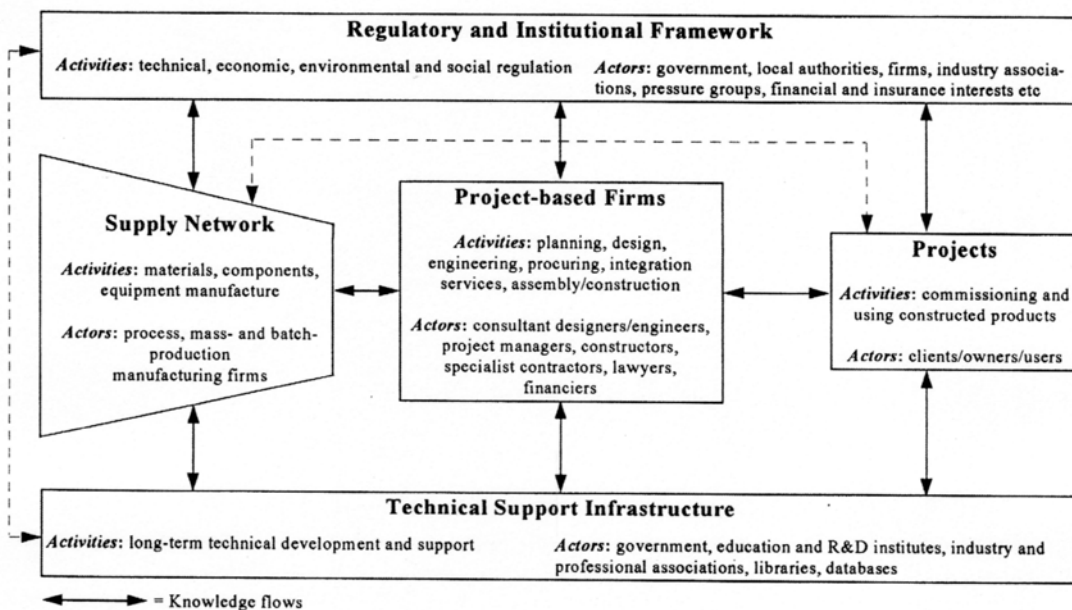 Regulatory and Institutional Framework
Activities: technical, economic, environmental and social regulation
Actors: government, local authorities, firms, industry associa-
tions, pressure groups, financial and insurance interests etc
Supply Network
Activities: materials, components,
equipment manufacture
Actors: process, mass- and batch-
production
manufacturing firms
Project-based Firms
Activities: planning, design,
engineering, procuring, integration
services, assembly/construction
Actors: consultant designers/engineers,
project managers, constructors,
specialist contractors, lawyers,
financiers
Projects
Activities: commissioning and
using constructed products
Actors: clients/owners/users
Technical Support Infrastructure
Activities: long-term technical development and support
Actors: government, education and R&D institutes, industry and
professional associations, libraries, databases
= Knowledge flows